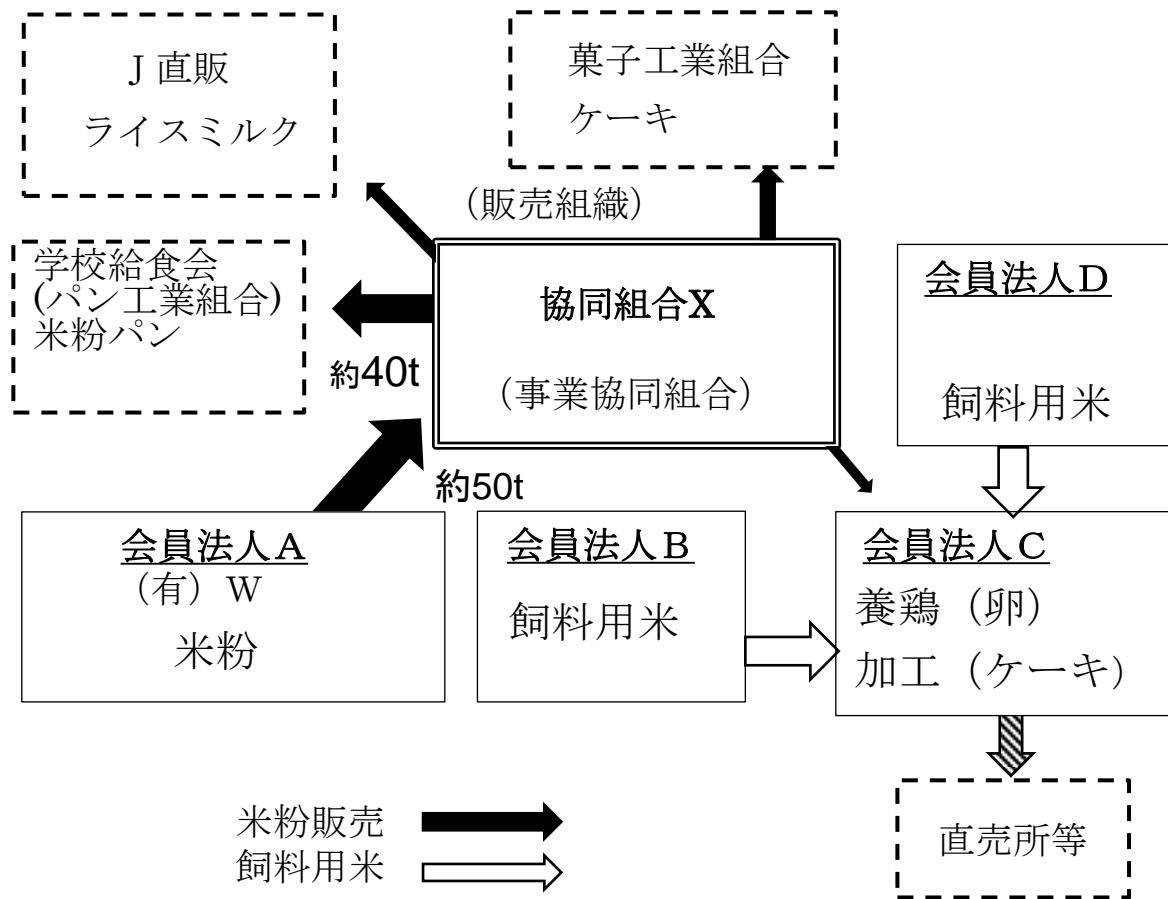 J 直販
ライスミルク
菓子工業組合
ケーキ
(販売組織)
学校給食会
(パン工業組合)
米粉パン
約40t
協同組合X
(事業協同組合)
会員法人D
飼料用米
約50t
会員法人A
(有) W
米粉
会員法人B
飼料用米
会員法人C
養鶏 (卵)
加工 (ケーキ)
米粉販売
飼料用米
直売所等